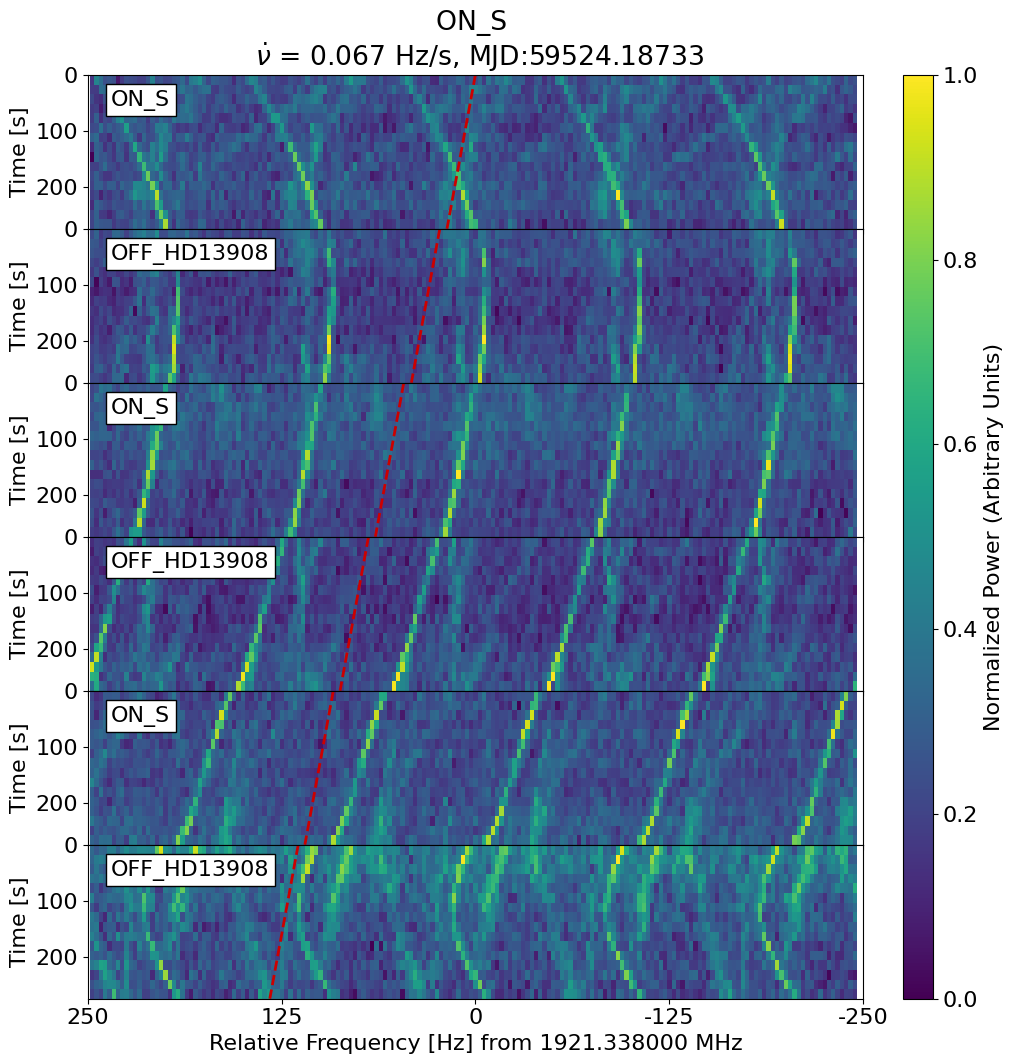 ON_S
ν̇ = 0.067 Hz/s, MJD:59524.18733
0
100
200
Time [s]
ON_S
0
100
200
Time [s]
OFF_HD13908
0
100
200
Time [s]
ON_S
0
100
200
Time [s]
OFF_HD13908
0
100
200
Time [s]
ON_S
0
100
200
Time [s]
OFF_HD13908
250 125 0 -125 -250
Relative Frequency [Hz] from 1921.338000 MHz
1.0
0.8
0.6
0.4
0.2
0.0
Normalized Power (Arbitrary Units)